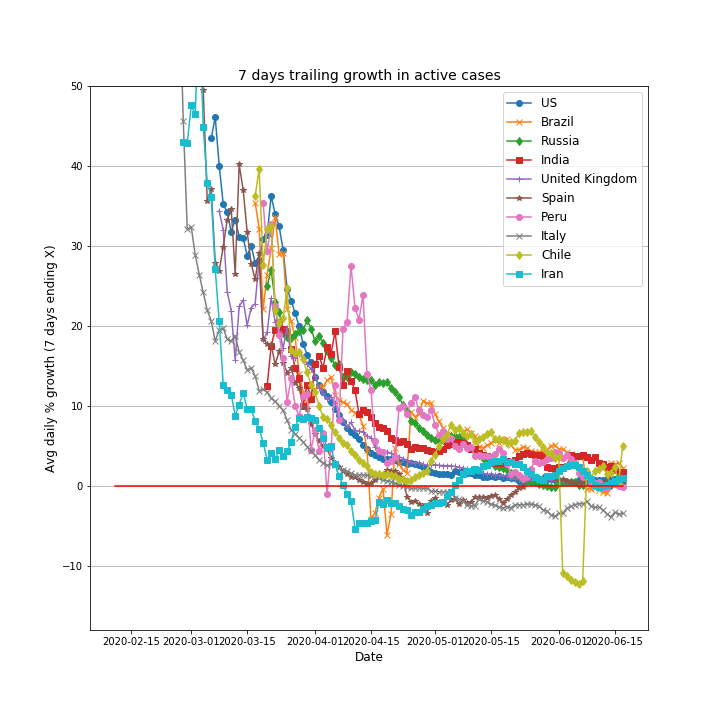 7 days trailing growth in active cases
Avg daily % growth (7 days ending X)
50
40
30
20
10
0
−10
US
Brazil
Russia
India
United Kingdom
Spain
Peru
Italy
Chile
Iran
2020-02-15
2020-03-01
2020-03-15
2020-04-01
2020-04-15
2020-05-01
2020-05-15
2020-06-01
2020-06-15
Date